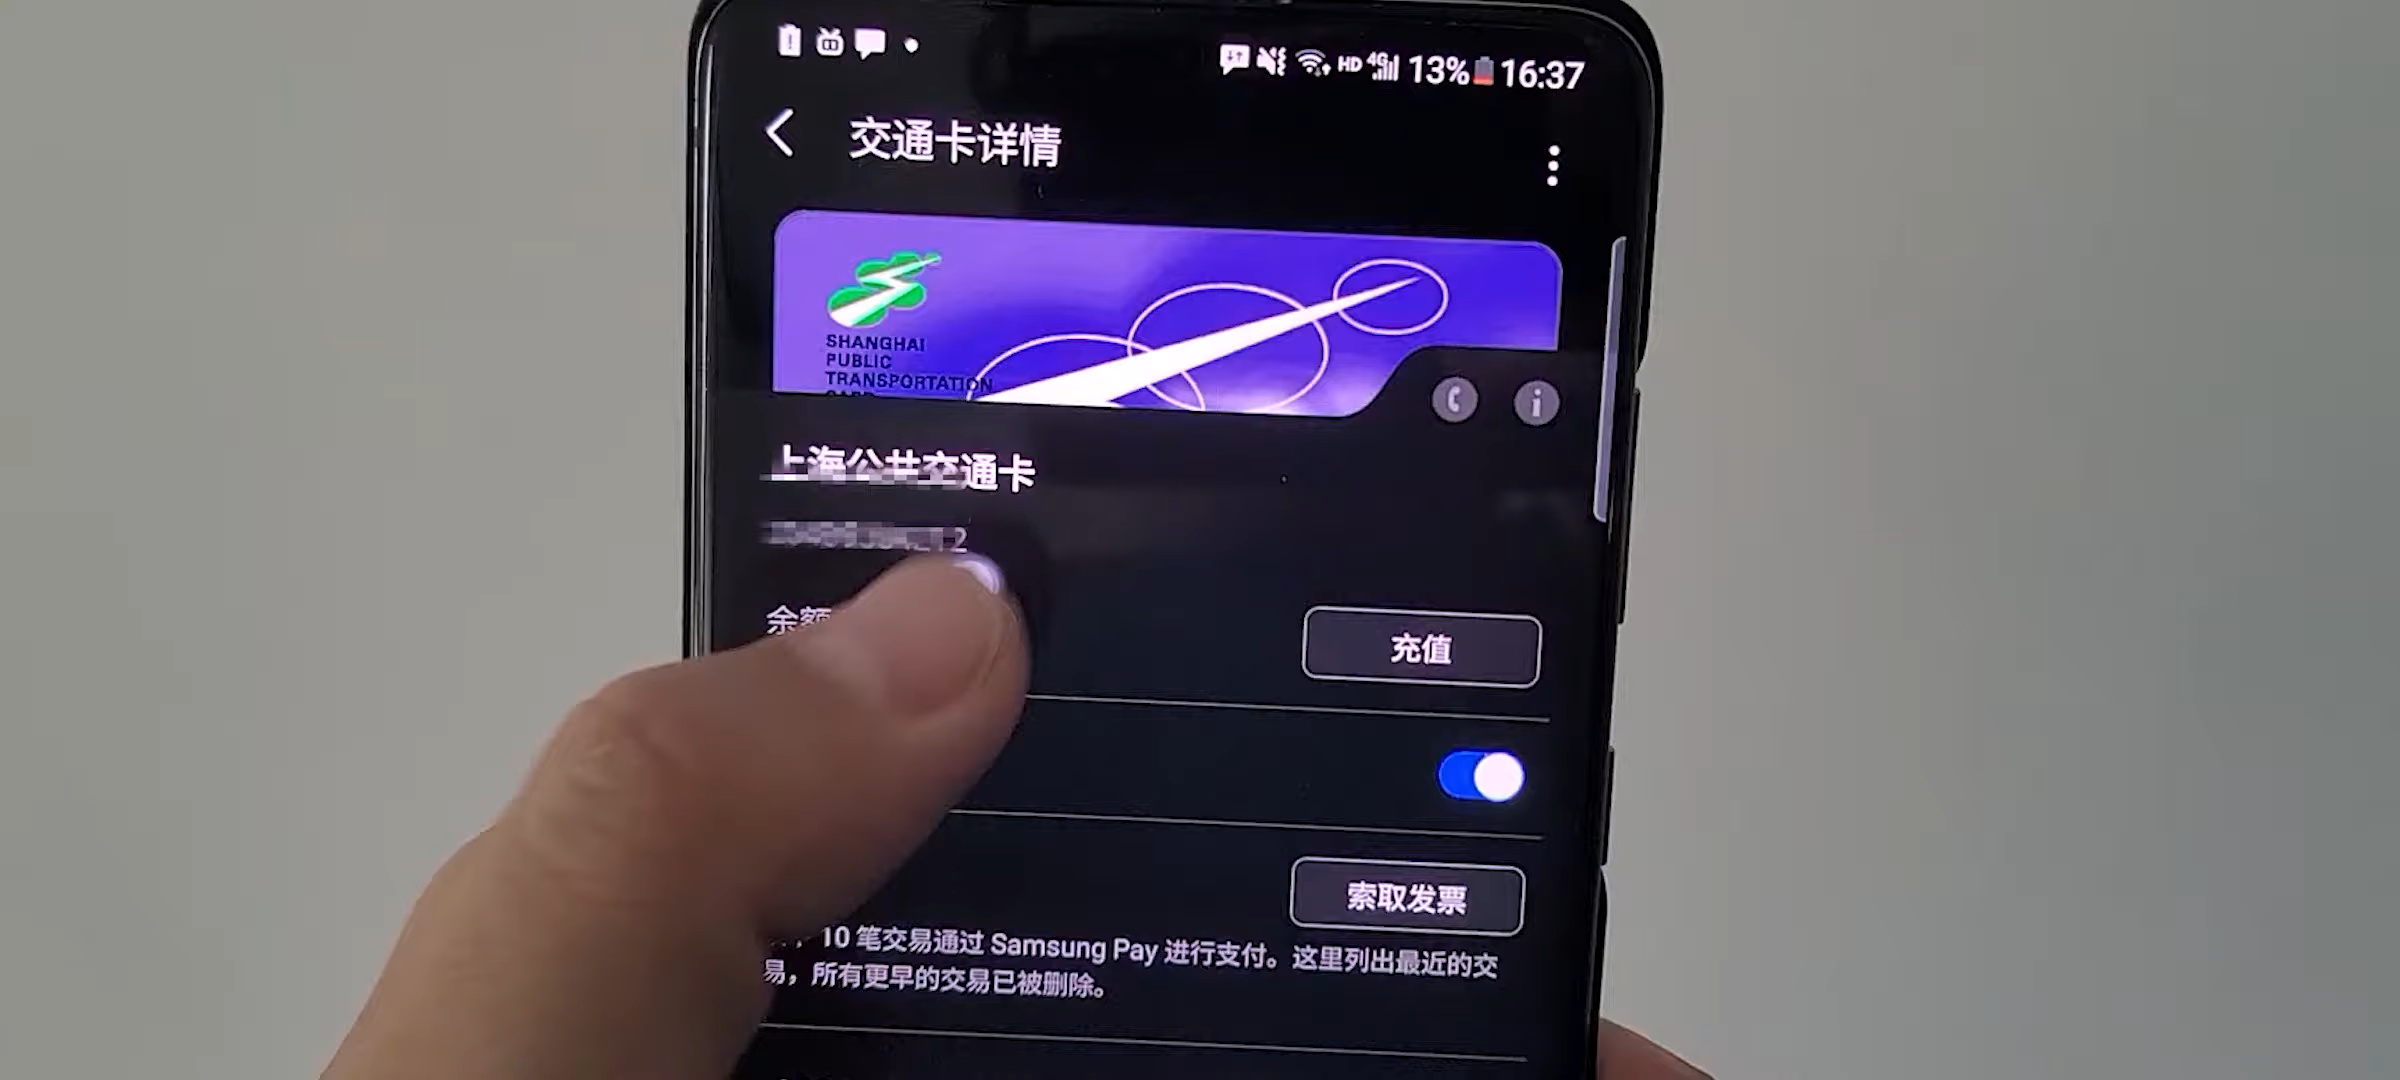 HD 4G 13% 16:37
交通卡详情
SHANGHAI
PUBLIC
TRANSPORTATION
上海公共交通卡
余额
充值
索取发票
10 笔交易通过 Samsung Pay 进行支付。这里列出最近的交
易，所有更早的交易已被删除。